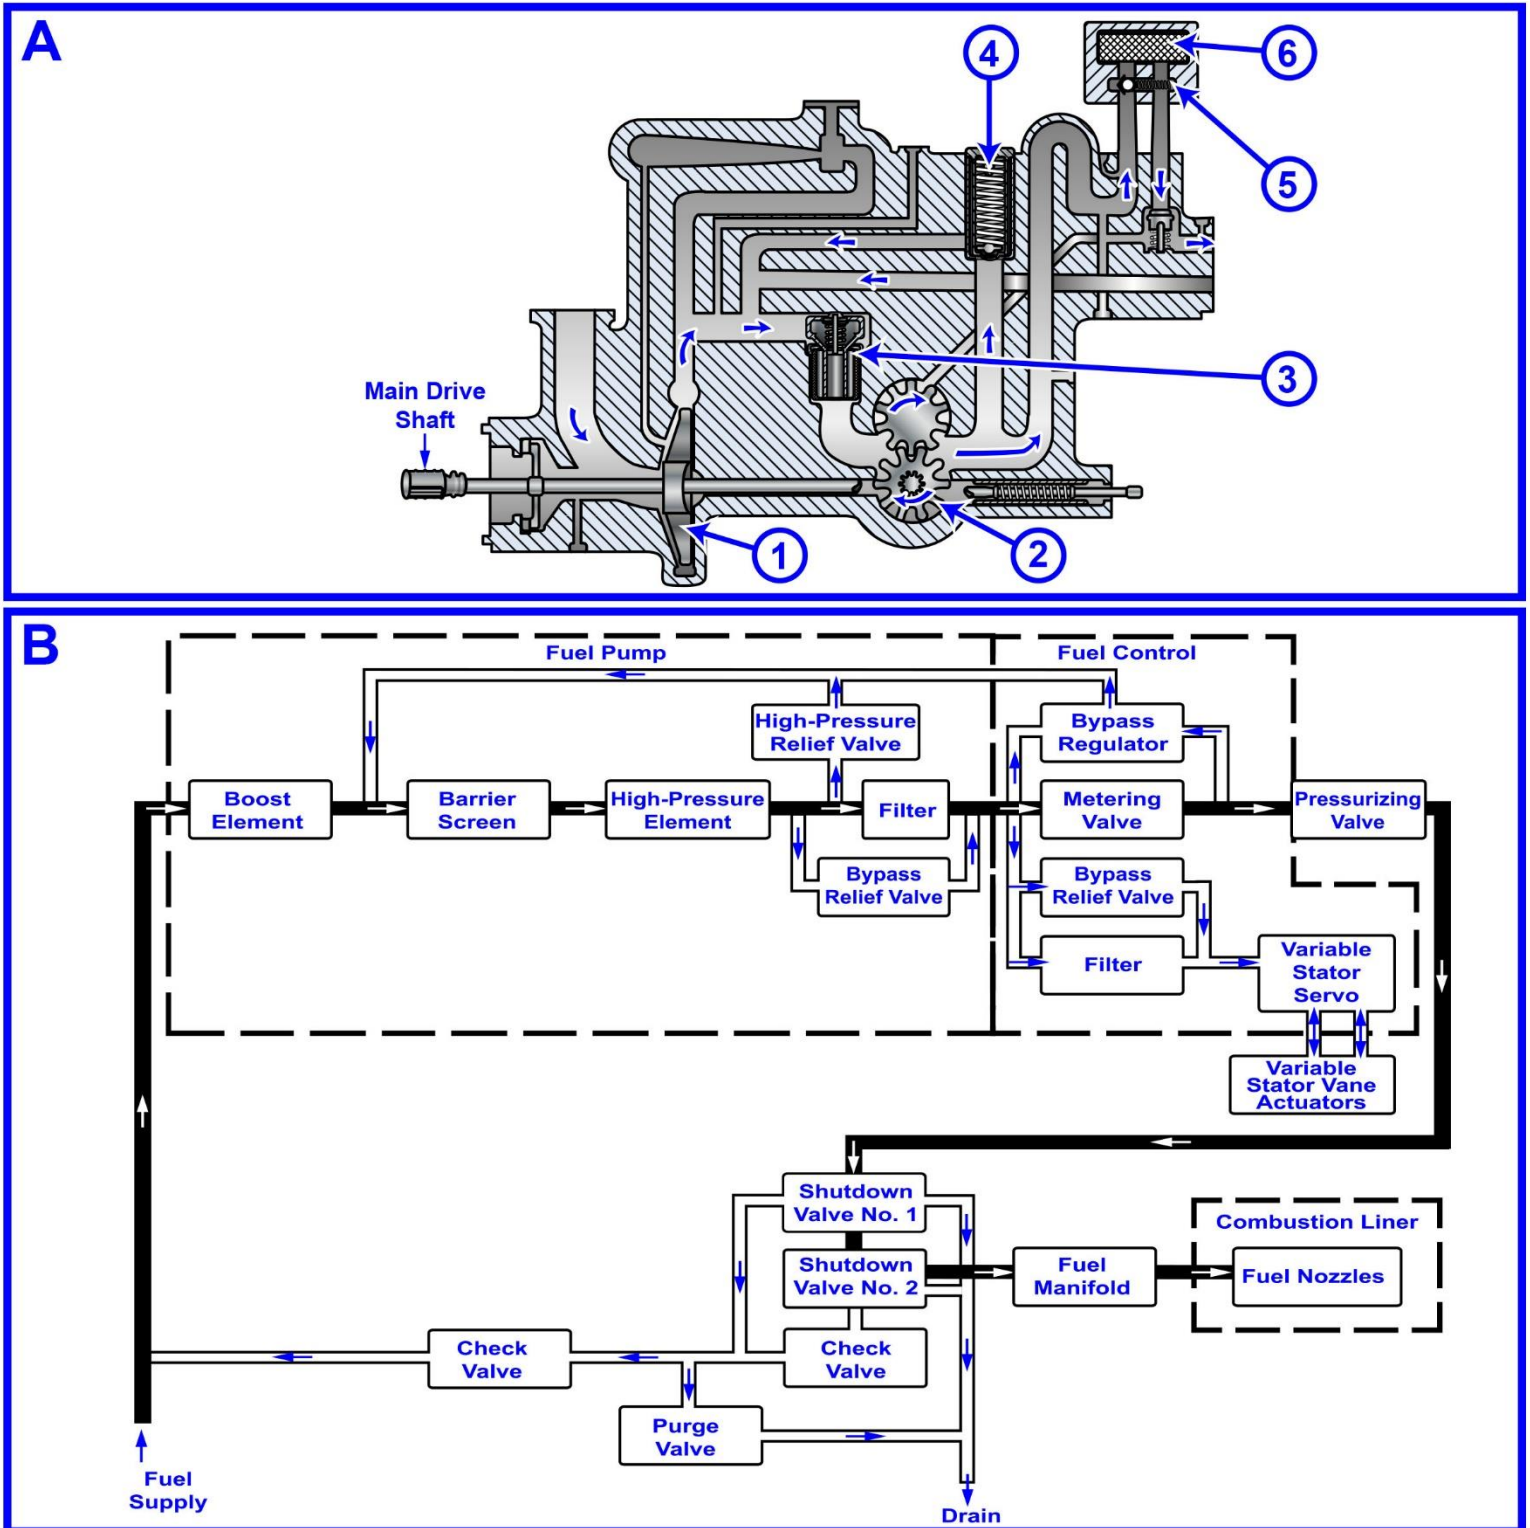 A
4
6
5
3
Main Drive
Shaft
1
2
B
Fuel Pump
Fuel Control
High-Pressure
Relief Valve
Bypass
Regulator
Boost
Element
Barrier
Screen
High-Pressure
Element
Filter
Metering
Valve
Pressurizing
Valve
Bypass
Relief Valve
Bypass
Relief Valve
Filter
Variable
Stator
Servo
Variable
Stator Vane
Actuators
Shutdown
Valve No. 1
Combustion Liner
Shutdown
Valve No. 2
Fuel
Manifold
Fuel Nozzles
Check
Valve
Check
Valve
Purge
Valve
Fuel
Supply
Drain